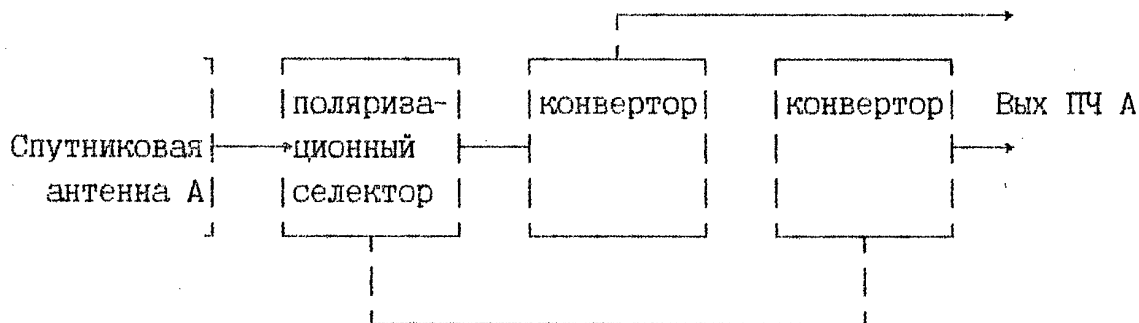 поляриза- конвертор конвертор Вых ПЧ А
Спутниковая ционный
антенна А селектор